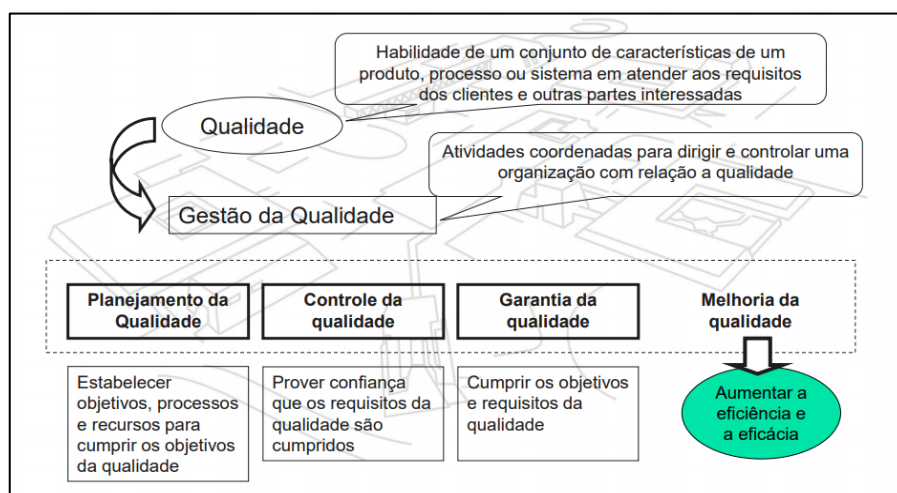 Habilidade de um conjunto de características de um
produto, processo ou sistema em atender aos requisitos
dos clientes e outras partes interessadas
Qualidade
Atividades coordenadas para dirigir e controlar uma
organização com relação a qualidade
Gestão da Qualidade
Planejamento da
Qualidade
Controle da
qualidade
Garantia da
qualidade
Melhoria da
qualidade
Estabelecer
objetivos, processos
e recursos para
cumprir os objetivos
da qualidade
Prover confiança
que os requisitos da
qualidade são
cumpridos
Cumprir os objetivos
e requisitos da
qualidade
Aumentar a
eficiência e
a eficácia